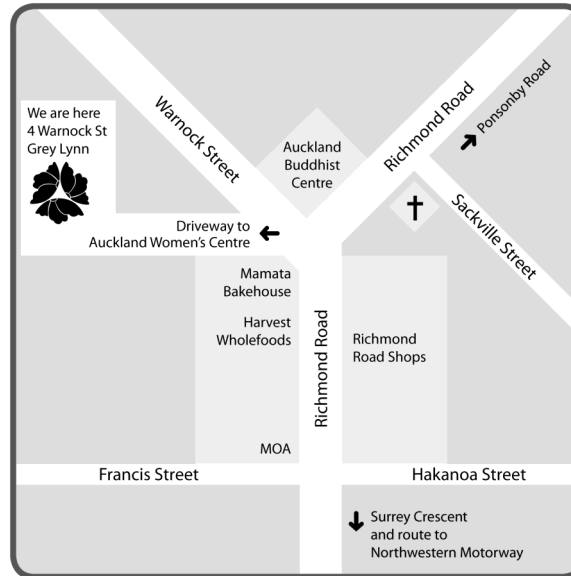 We are here
4 Warnock St
Grey Lynn
Warnock Street
Auckland
Buddhist
Centre
Richmond Road
Ponsonby Road
Sackville Street
Driveway to
Auckland Women's Centre
Mamata
Bakehouse
Harvest
Wholefoods
Richmond Road
Richmond
Road Shops
MOA
Francis Street
Hakanoa Street
Surrey Crescent
and route to
Northwestern Motorway